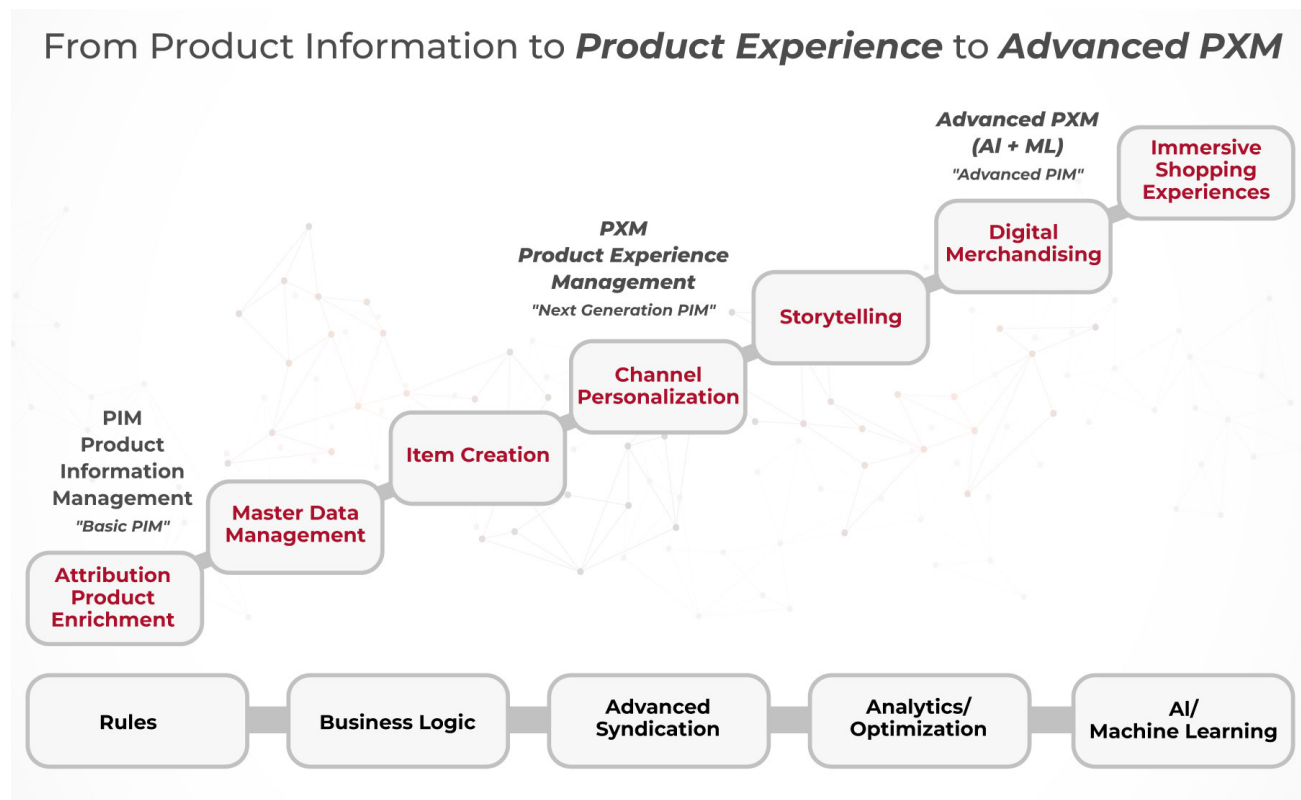 From Product Information to Product Experience to Advanced PXM
Advanced PXM
(AI + ML)
"Advanced PIM"
Immersive
Shopping
Experiences
Digital
Merchandising
PXM
Product Experience
Management
"Next Generation PIM"
Storytelling
Channel
Personalization
Item Creation
PIM
Product
Information
Management
"Basic PIM"
Master Data
Management
Attribution
Product
Enrichment
Rules
Business Logic
Advanced
Syndication
Analytics/
Optimization
AI/
Machine Learning